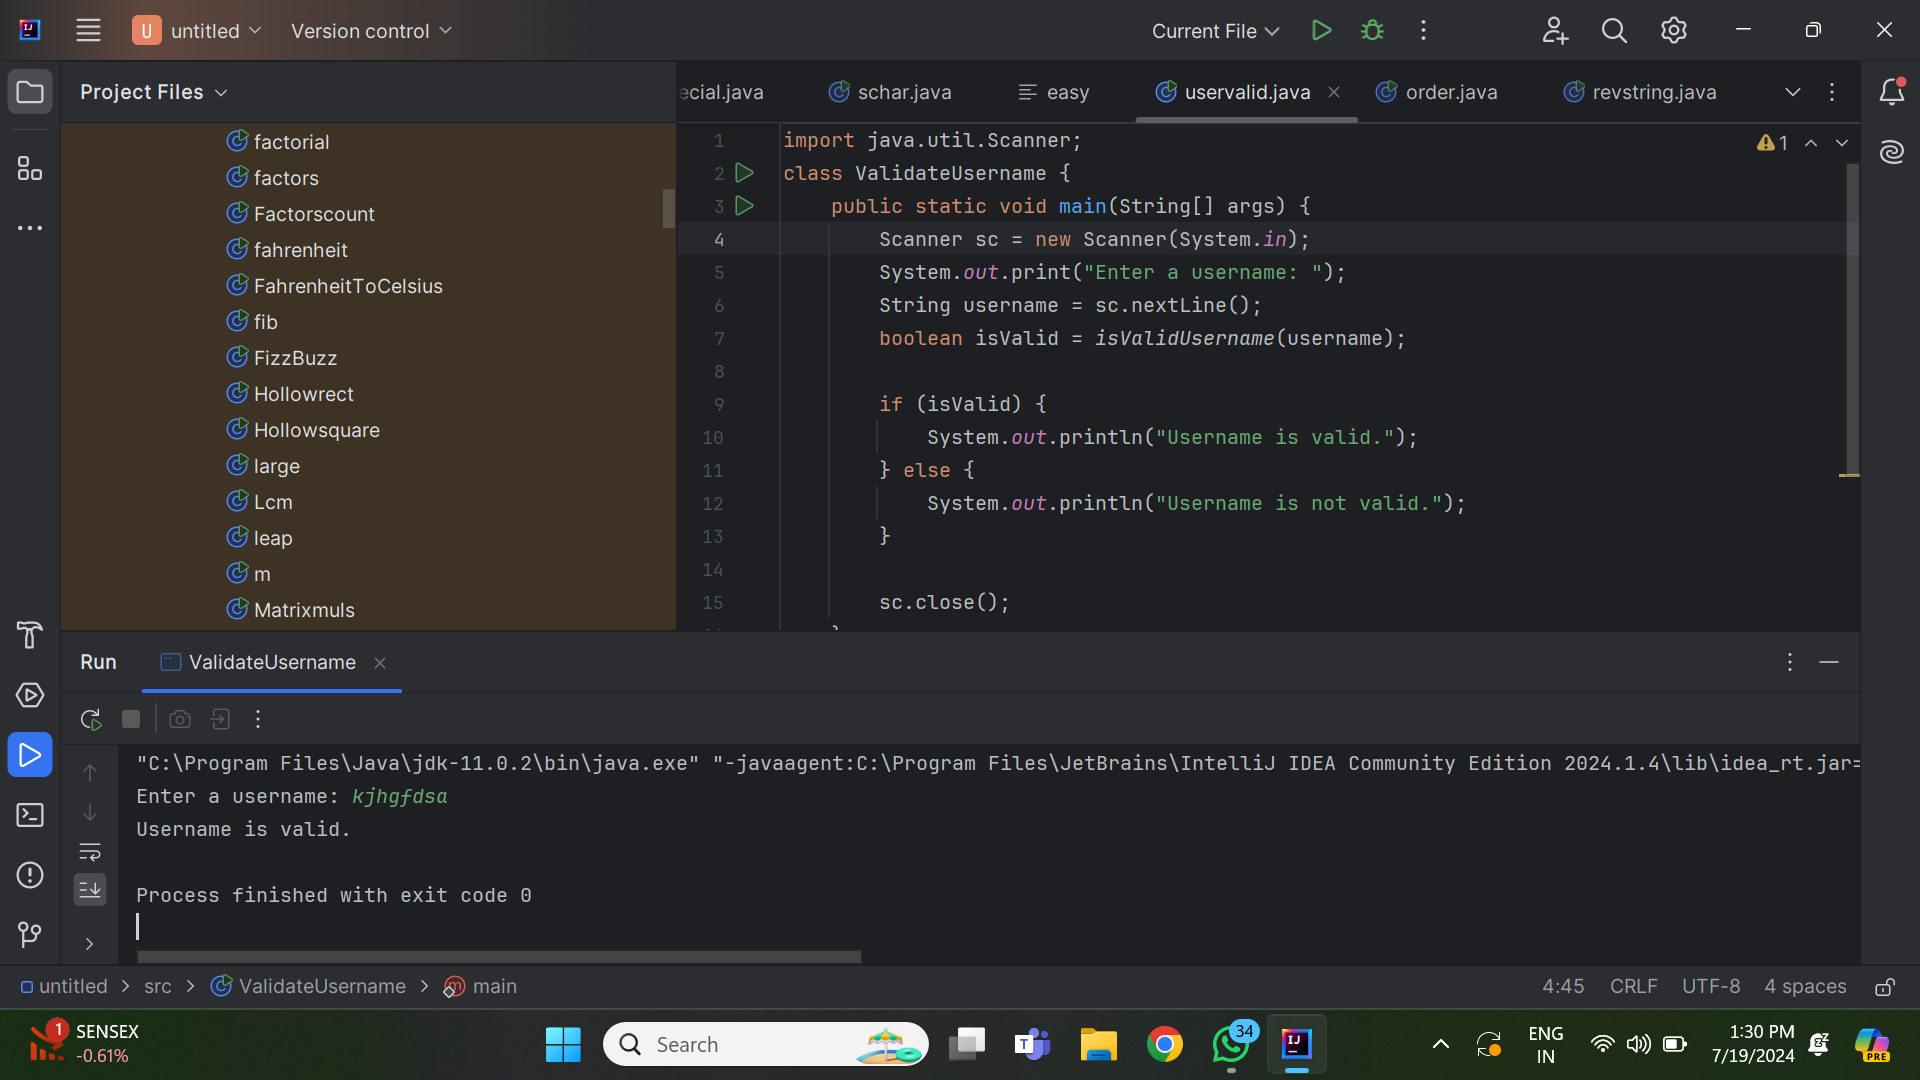 U untitled Version control Current File
Project Files
ecial.java schar.java easy uservalid.java order.java revstring.java
factorial
factors
Factorscount
fahrenheit
FahrenheitToCelsius
fib
FizzBuzz
Hollowrect
Hollowsquare
large
Lcm
leap
m
Matrixmuls
1 import java.util.Scanner;
2 class ValidateUsername {
3 public static void main(String[] args) {
4 Scanner sc = new Scanner(System.in);
5 System.out.print("Enter a username: ");
6 String username = sc.nextLine();
7 boolean isValid = isValidUsername(username);
8
9 if (isValid) {
10 System.out.println("Username is valid.");
11 } else {
12 System.out.println("Username is not valid.");
13 }
14
15 sc.close();
1
Run ValidateUsername
"C:\Program Files\Java\jdk-11.0.2\bin\java.exe" "-javaagent:C:\Program Files\JetBrains\IntelliJ IDEA Community Edition 2024.1.4\lib\idea_rt.jar=
Enter a username: kjhgfdsa
Username is valid.
Process finished with exit code 0
untitled > src > ValidateUsername > main 4:45 CRLF UTF-8 4 spaces
1 SENSEX
-0.61%
Search
34
ENG
IN
1:30 PM
7/19/2024
PRE